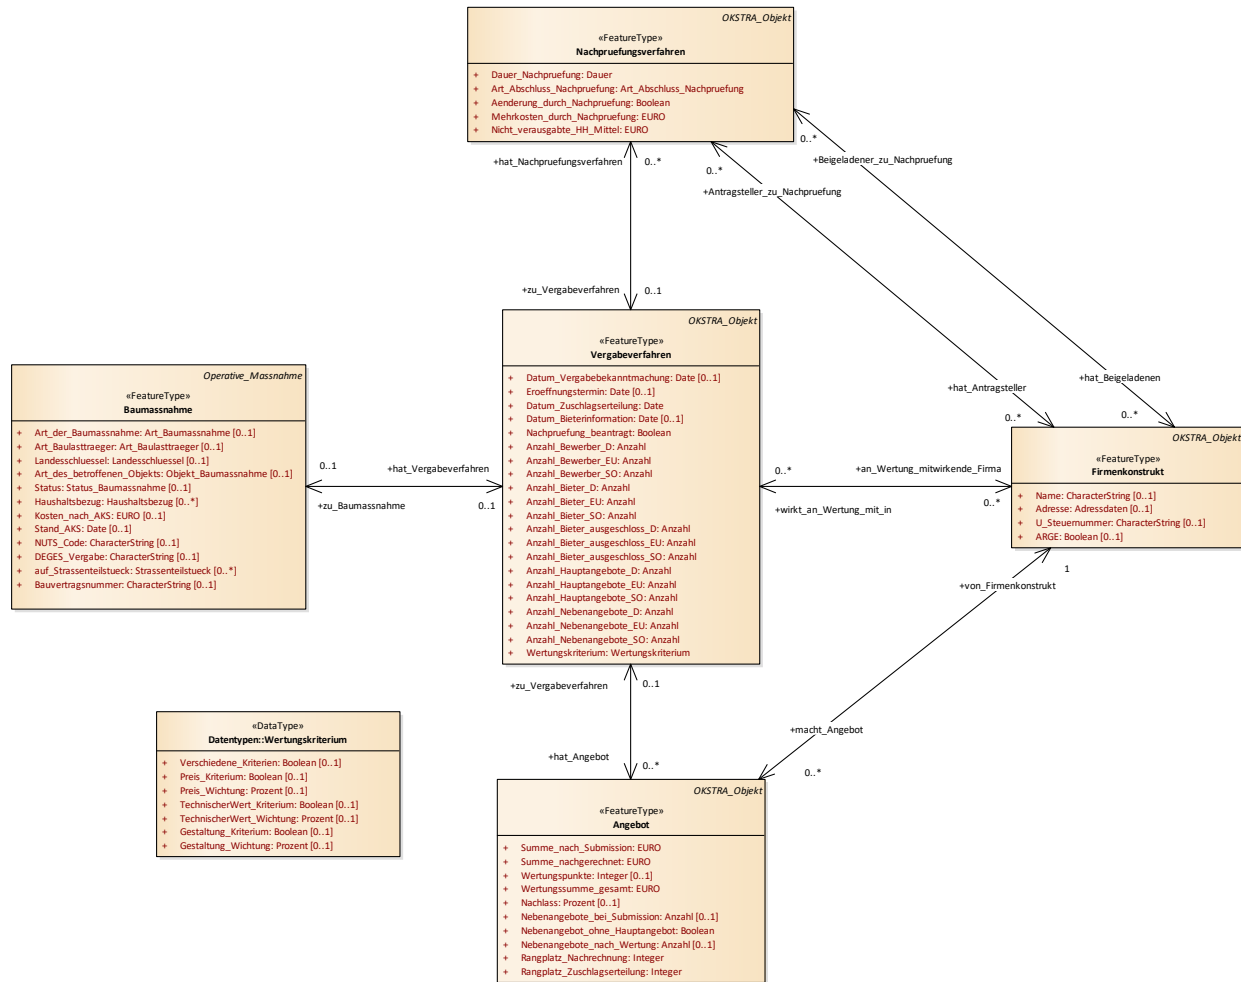 OKSTRA_Objekt
«FeatureType»
Nachpruefungsverfahren
+ Dauer_Nachpruefung: Dauer
+ Art_Abschluss_Nachpruefung: Art_Abschluss_Nachpruefung
+ Aenderung_durch_Nachpruefung: Boolean
+ Mehrkosten_durch_Nachpruefung: EURO
+ Nicht_verausgabte_HH_Mittel: EURO
+hat_Nachpruefungsverfahren
0..*
0..*
+Antragsteller_zu_Nachpruefung
0..*
+Beigeladener_zu_Nachpruefung
+zu_Vergabeverfahren
0..1
OKSTRA_Objekt
«FeatureType»
Vergabeverfahren
+ Datum_Vergabebekanntmachung: Date [0..1]
+ Eroeffnungstermin: Date [0..1]
+ Datum_Zuschlagserteilung: Date
+ Datum_Bieterinformation: Date [0..1]
+ Nachpruefung_beantragt: Boolean
+ Anzahl_Bewerber_D: Anzahl
+ Anzahl_Bewerber_EU: Anzahl
+ Anzahl_Bewerber_SO: Anzahl
+ Anzahl_Bieter_D: Anzahl
+ Anzahl_Bieter_EU: Anzahl
+ Anzahl_Bieter_SO: Anzahl
+ Anzahl_Bieter_ausgeschloss_D: Anzahl
+ Anzahl_Bieter_ausgeschloss_EU: Anzahl
+ Anzahl_Bieter_ausgeschloss_SO: Anzahl
+ Anzahl_Hauptangebote_D: Anzahl
+ Anzahl_Hauptangebote_EU: Anzahl
+ Anzahl_Hauptangebote_SO: Anzahl
+ Anzahl_Nebenangebote_D: Anzahl
+ Anzahl_Nebenangebote_EU: Anzahl
+ Anzahl_Nebenangebote_SO: Anzahl
+ Wertungskriterium: Wertungskriterium
Operative_Massnahme
«FeatureType»
Baumassnahme
+ Art_der_Baumassnahme: Art_Baumassnahme [0..1]
+ Art_Baulasttraeger: Art_Baulasttraeger [0..1]
+ Landesschluessel: Landesschluessel [0..1]
+ Art_des_betroffenen_Objekts: Objekt_Baumassnahme [0..1]
+ Status: Status_Baumassnahme [0..1]
+ Haushaltsbezug: Haushaltsbezug [0..*]
+ Kosten_nach_AKS: EURO [0..1]
+ Stand_AKS: Date [0..1]
+ NUTS_Code: CharacterString [0..1]
+ DEGES_Vergabe: CharacterString [0..1]
+ auf_Strassenteilstueck: Strassenteilstueck [0..*]
+ Bauvertragsnummer: CharacterString [0..1]
0..1
+hat_Vergabeverfahren
+zu_Baumassnahme
0..1
+hat_Antragsteller
0..*
+hat_Beigeladenen
0..*
OKSTRA_Objekt
«FeatureType»
Firmenkonstrukt
+ Name: CharacterString [0..1]
+ Adresse: Adressdaten [0..1]
+ U_Steuernummer: CharacterString [0..1]
+ ARGE: Boolean [0..1]
0..*
+an_Wertung_mitwirkende_Firma
+wirkt_an_Wertung_mit_in
0..*
1
+von_Firmenkonstrukt
+macht_Angebot
0..*
+zu_Vergabeverfahren
0..1
+hat_Angebot
0..*
«DataType»
Datentypen::Wertungskriterium
+ Verschiedene_Kriterien: Boolean [0..1]
+ Preis_Kriterium: Boolean [0..1]
+ Preis_Wichtung: Prozent [0..1]
+ TechnischerWert_Kriterium: Boolean [0..1]
+ TechnischerWert_Wichtung: Prozent [0..1]
+ Gestaltung_Kriterium: Boolean [0..1]
+ Gestaltung_Wichtung: Prozent [0..1]
OKSTRA_Objekt
«FeatureType»
Angebot
+ Summe_nach_Submission: EURO
+ Summe_nachgerechnet: EURO
+ Wertungspunkte: Integer [0..1]
+ Wertungssumme_gesamt: EURO
+ Nachlass: Prozent [0..1]
+ Nebenangebote_bei_Submission: Anzahl [0..1]
+ Nebenangebot_ohne_Hauptangebot: Boolean
+ Nebenangebote_nach_Wertung: Anzahl [0..1]
+ Rangplatz_Nachrechnung: Integer
+ Rangplatz_Zuschlagserteilung: Integer